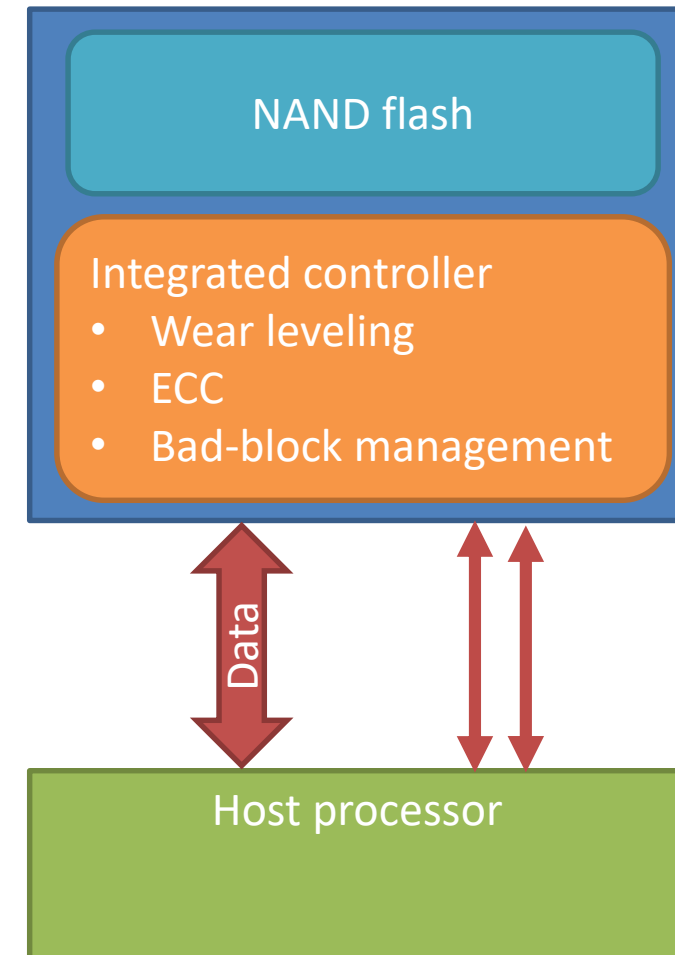 NAND flash
Integrated controller
• Wear leveling
• ECC
• Bad-block management
Data
Host processor